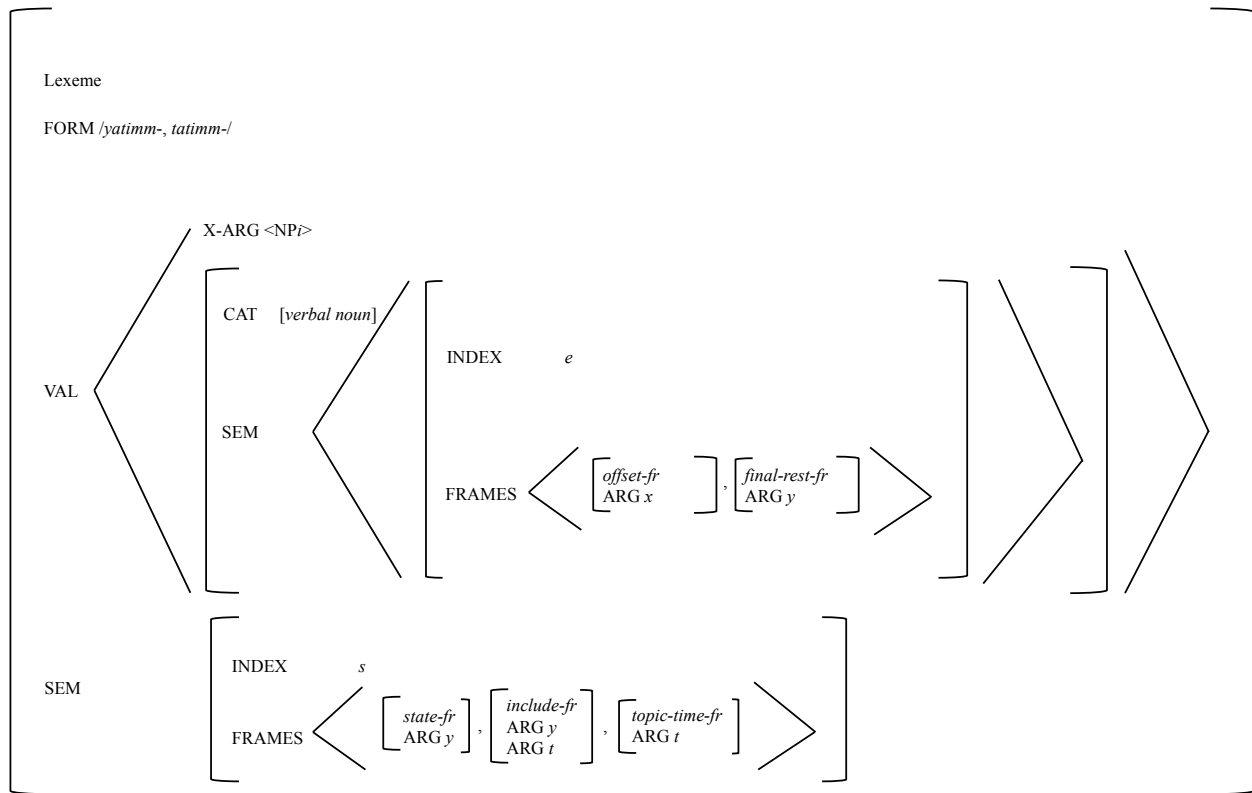 Lexeme
FORM /yatimm-, tatimm-/
X-ARG <NPi>
CAT [verbal noun]
INDEX e
VAL
SEM
offset-fr , final-rest-fr
FRAMES
ARG x ARG y
INDEX s
SEM
state-fr , include-fr , topic-time-fr
FRAMES
ARG y ARG y ARG t
ARG t